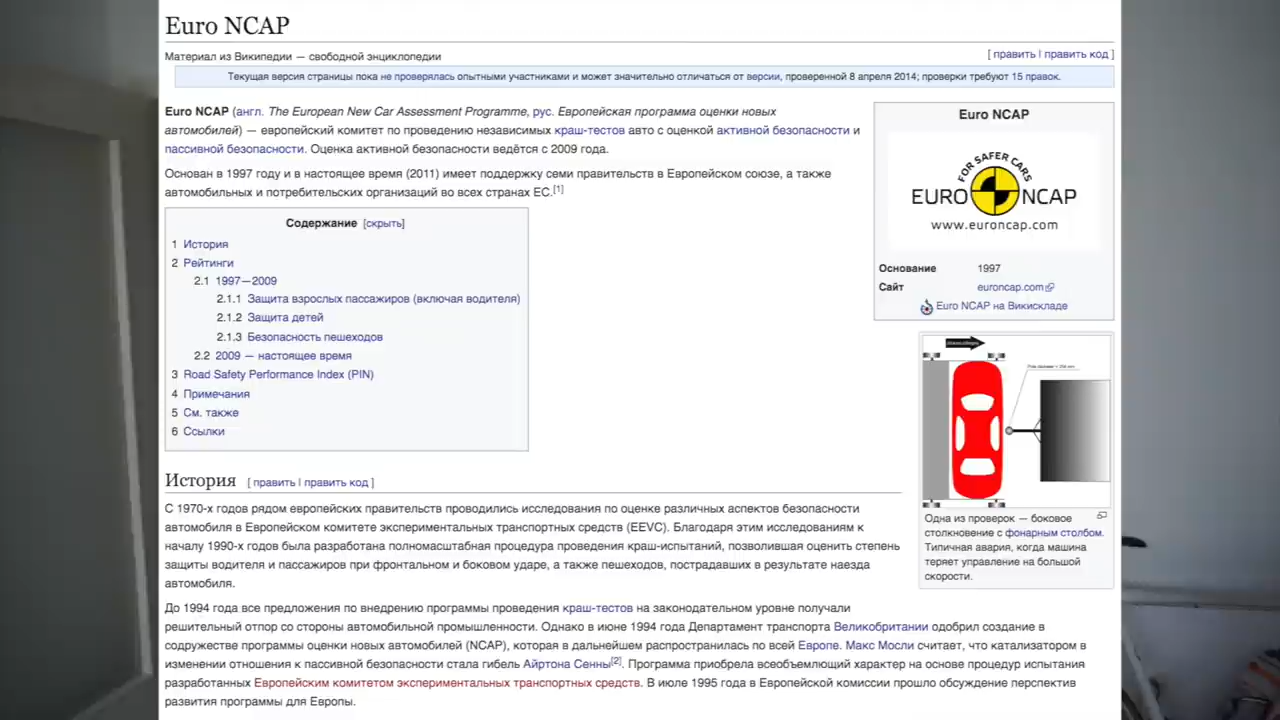 Euro NCAP
Материал из Википедии — свободной энциклопедии
[ править | править код ]
Текущая версия страницы пока не проверялась опытными участниками и может значительно отличаться от версии, проверенной 8 апреля 2014; проверки требуют 15 правок.
Euro NCAP (англ. The European New Car Assessment Programme, рус. Европейская программа оценки новых
автомобилей) — европейский комитет по проведению независимых краш-тестов авто с оценкой активной безопасности и
пассивной безопасности. Оценка активной безопасности ведётся с 2009 года.
Основан в 1997 году и в настоящее время (2011) имеет поддержку семи правительств в Европейском союзе, а также
автомобильных и потребительских организаций во всех странах ЕС.[1]
Содержание [скрыть]
1 История
2 Рейтинги
2.1 1997—2009
2.1.1 Защита взрослых пассажиров (включая водителя)
2.1.2 Защита детей
2.1.3 Безопасность пешеходов
2.2 2009 — настоящее время
3 Road Safety Performance Index (PIN)
4 Примечания
5 См. также
6 Ссылки
Euro NCAP
FOR SAFER CARS
EURO NCAP
www.euroncap.com
Основание 1997
Сайт euroncap.com
Euro NCAP на Викискладе
Одна из проверок — боковое
столкновение с фонарным столбом.
Типичная авария, когда машина
теряет управление на большой
скорости.
История [ править | править код ]
С 1970-х годов рядом европейских правительств проводились исследования по оценке различных аспектов безопасности
автомобиля в Европейском комитете экспериментальных транспортных средств (EEVC). Благодаря этим исследованиям к
началу 1990-х годов была разработана полномасштабная процедура проведения краш-испытаний, позволившая оценить степень
защиты водителя и пассажиров при фронтальном и боковом ударе, а также пешеходов, пострадавших в результате наезда
автомобиля.
До 1994 года все предложения по внедрению программы проведения краш-тестов на законодательном уровне получали
решительный отпор со стороны автомобильной промышленности. Однако в июне 1994 года Департамент транспорта Великобритании одобрил создание в
содружестве программы оценки новых автомобилей (NCAP), которая в дальнейшем распространилась по всей Европе. Макс Мосли считает, что катализатором в
изменении отношения к пассивной безопасности стала гибель Айртона Сенны[2]. Программа приобрела всеобъемлющий характер на основе процедур испытания
разработанных Европейским комитетом экспериментальных транспортных средств. В июле 1995 года в Европейской комиссии прошло обсуждение перспектив
развития программы для Европы.